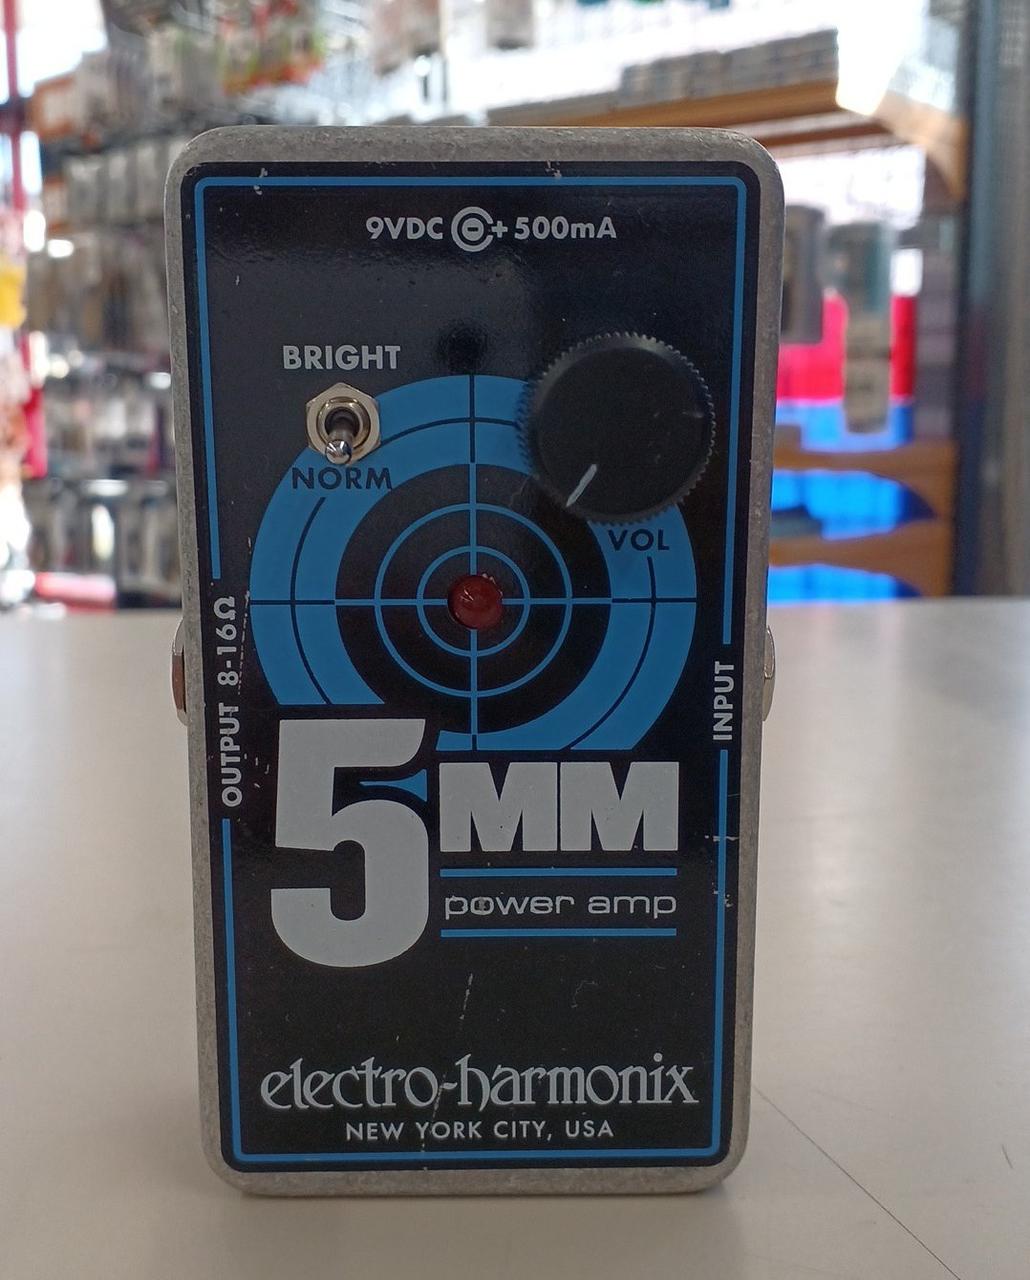 9VDC + 500mA
BRIGHT
NORM
VOL
OUTPUT 8-16Ω
INPUT
5MM
power amp
electro-harmonix
NEW YORK CITY, USA